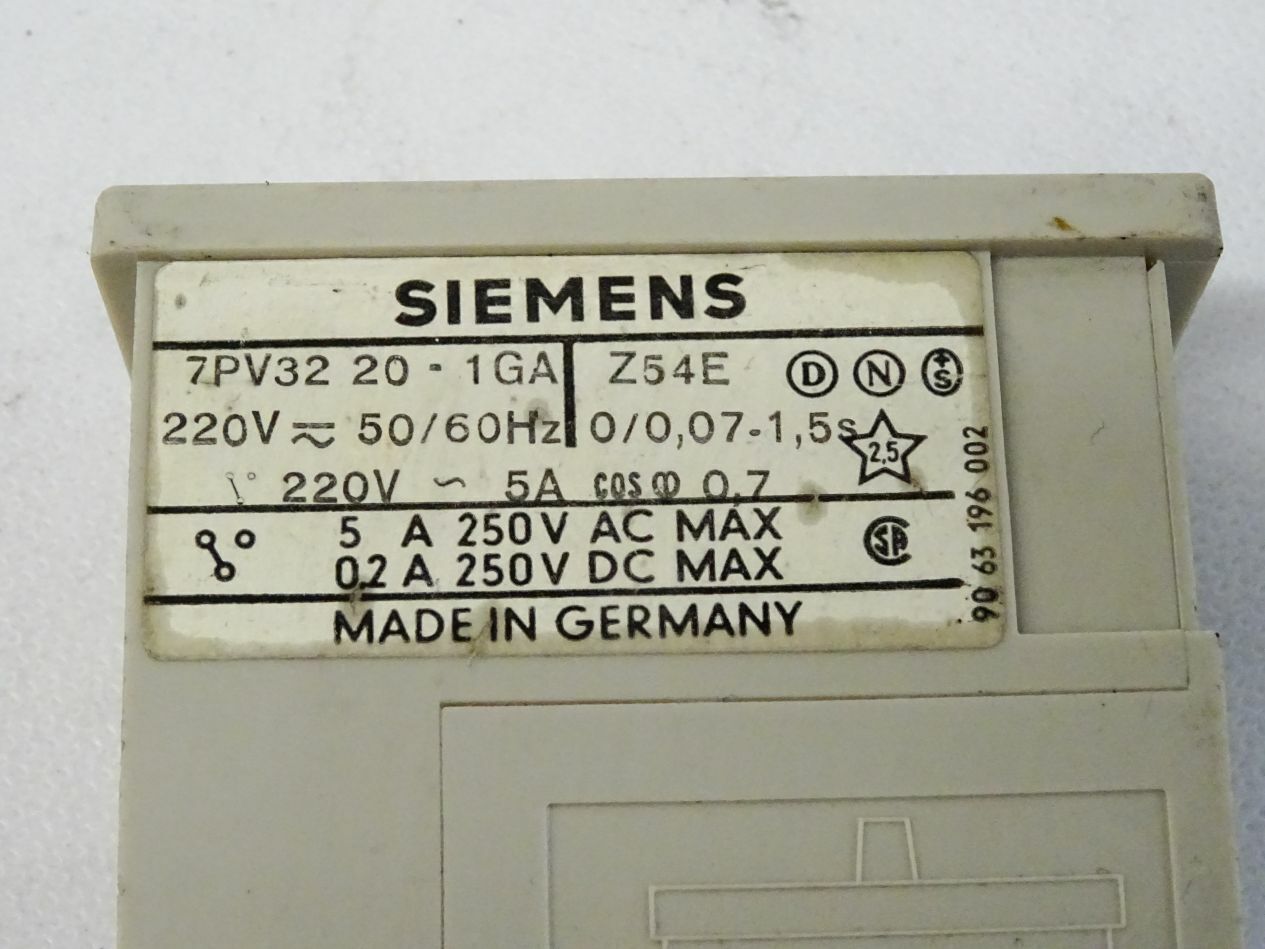 SIEMENS
7PV32 20 - 1GA Z54E D N +S
220V ≂ 50/60Hz 0/0,07-1,5s 2,5
220V ~ 5A cos φ 0,7
5 A 250V AC MAX SA
0.2 A 250V DC MAX
MADE IN GERMANY
90 63 196 002